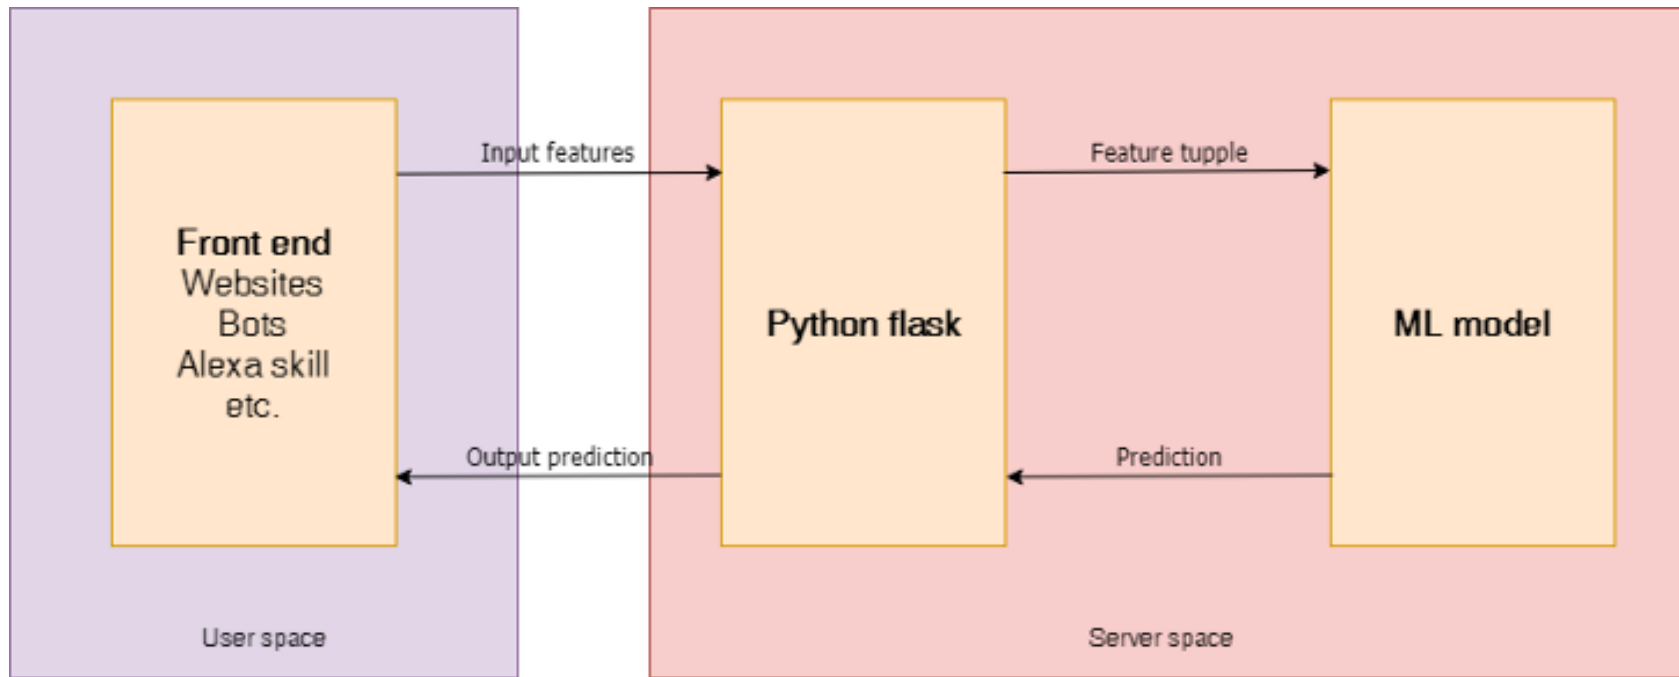 Input features
Feature tupple
Front end
Websites
Bots
Alexa skill
etc.
Python flask
ML model
Output prediction
Prediction
User space
Server space